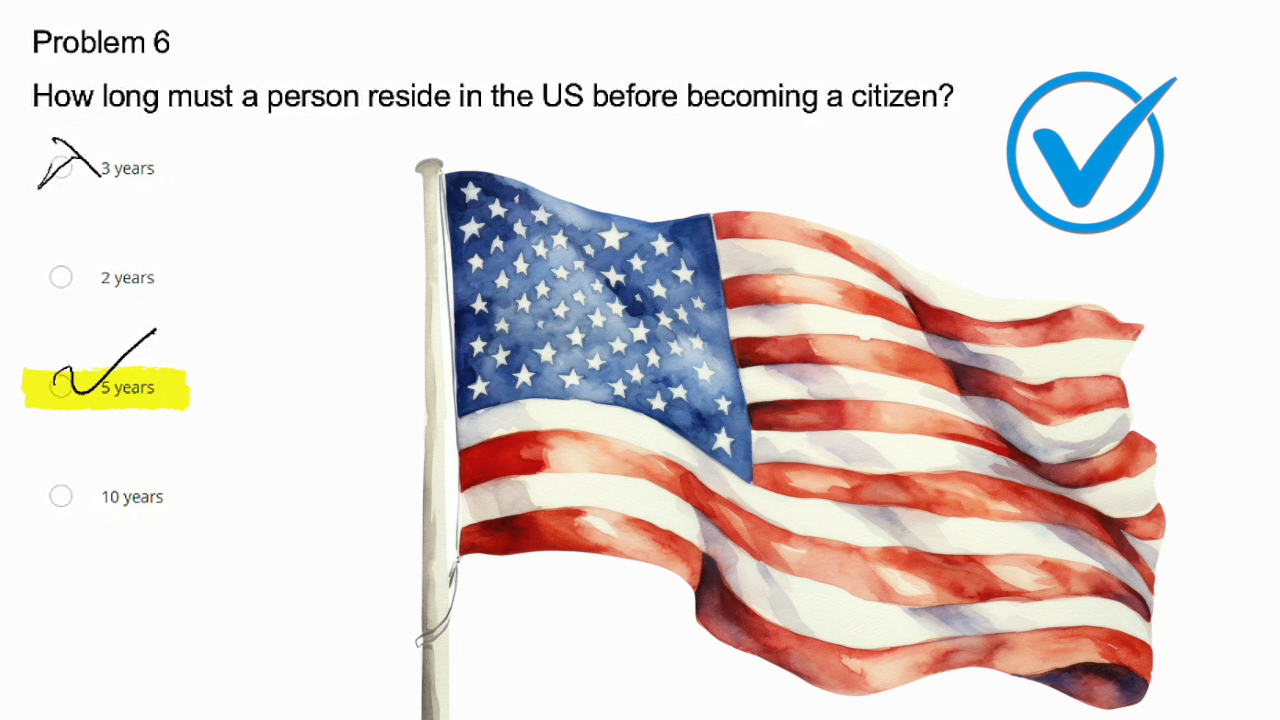 Problem 6
How long must a person reside in the US before becoming a citizen?
3 years
2 years
5 years
10 years